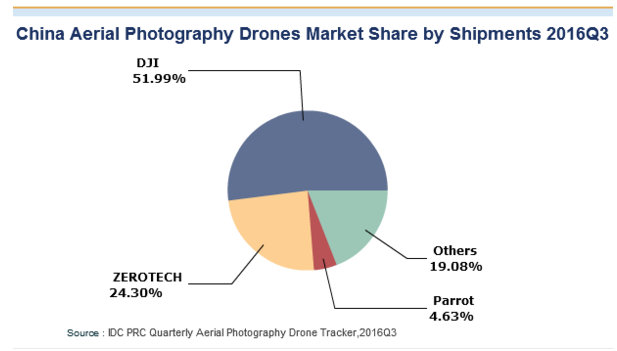 China Aerial Photography Drones Market Share by Shipments 2016Q3
DJI
51.99%
Others
19.08%
ZEROTECH
24.30%
Parrot
4.63%
Source : IDC PRC Quarterly Aerial Photography Drone Tracker,2016Q3